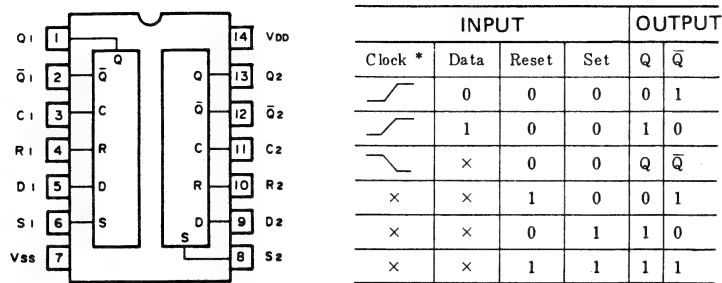 Q1 1 Q 14 VDD
Q̅1 2 Q̅ Q 13 Q2
C1 3 C Q̅ 12 Q̅2
R1 4 R C 11 C2
D1 5 D R 10 R2
S1 6 S D 9 D2
VSS 7 S 8 S2
INPUT OUTPUT
Clock * Data Reset Set Q Q̅
0 0 0 0 1
1 0 0 1 0
× 0 0 Q Q̅
× × 1 0 0 1
× × 0 1 1 0
× × 1 1 1 1